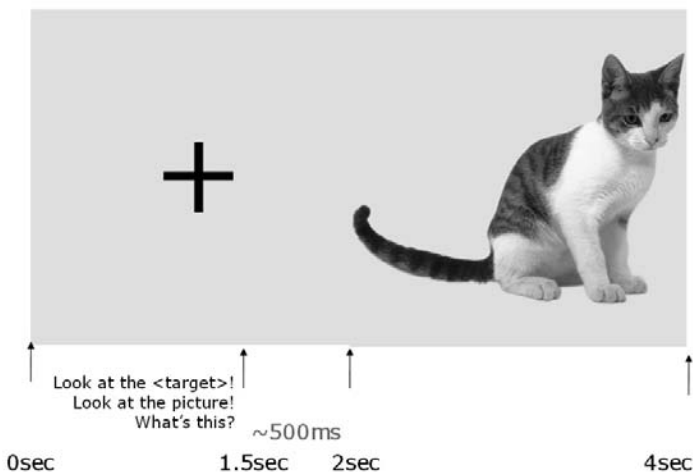 Look at the <target>!
Look at the picture!
What's this?
~500ms
0sec 1.5sec 2sec 4sec